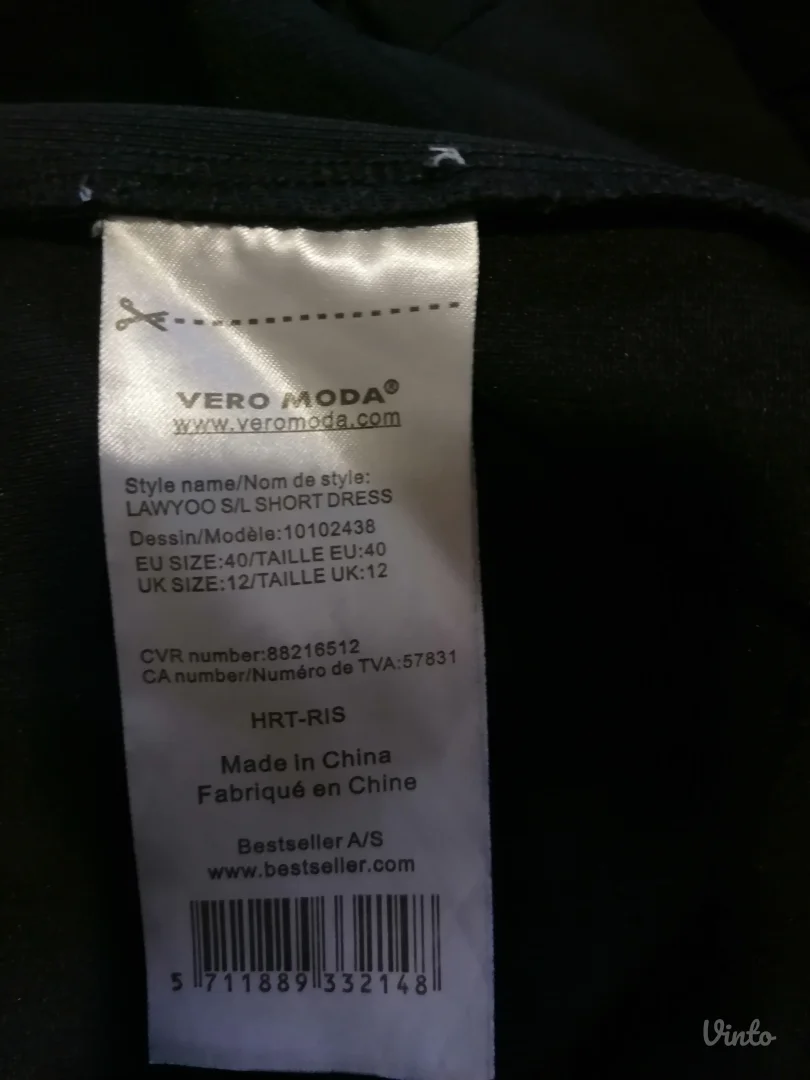 VERO MODA®
www.veromoda.com
Style name/Nom de style:
LAWYOO S/L SHORT DRESS
Dessin/Modèle:10102438
EU SIZE:40/TAILLE EU:40
UK SIZE:12/TAILLE UK:12
CVR number:88216512
CA number/Numéro de TVA:57831
HRT-RIS
Made in China
Fabriqué en Chine
Bestseller A/S
www.bestseller.com
5 711889 332148
Vinto